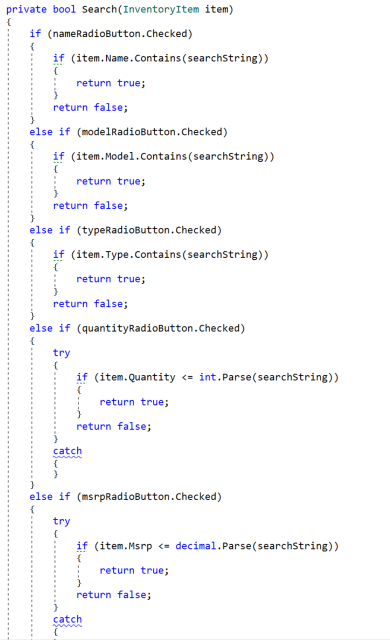 private bool Search(InventoryItem item)
{
    if (nameRadioButton.Checked)
    {
        if (item.Name.Contains(searchString))
        {
            return true;
        }
        return false;
    }
    else if (modelRadioButton.Checked)
    {
        if (item.Model.Contains(searchString))
        {
            return true;
        }
        return false;
    }
    else if (typeRadioButton.Checked)
    {
        if (item.Type.Contains(searchString))
        {
            return true;
        }
        return false;
    }
    else if (quantityRadioButton.Checked)
    {
        try
        {
            if (item.Quantity <= int.Parse(searchString))
            {
                return true;
            }
            return false;
        }
        catch
        {
        }
    }
    else if (msrpRadioButton.Checked)
    {
        try
        {
            if (item.Msrp <= decimal.Parse(searchString))
            {
                return true;
            }
            return false;
        }
        catch
        {